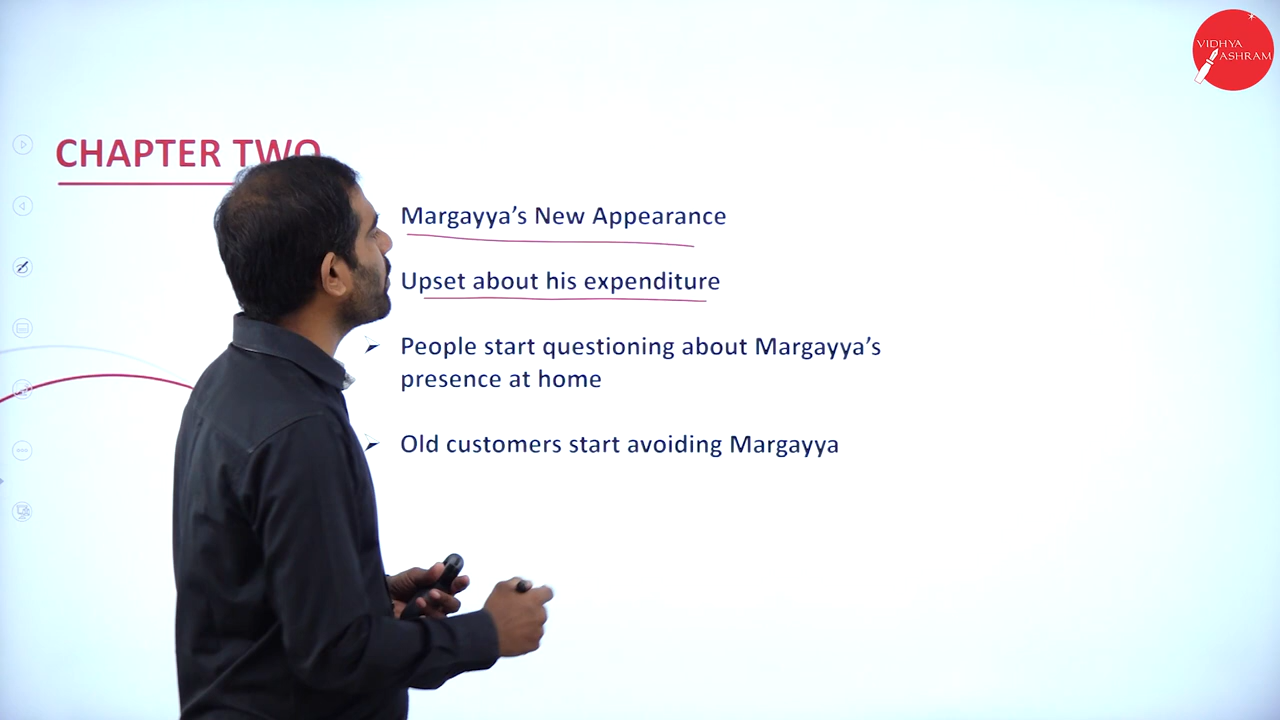 VIDHYA
ASHRAM
CHAPTER TWO
Margayya’s New Appearance
Upset about his expenditure
➢ People start questioning about Margayya’s
presence at home
➢ Old customers start avoiding Margayya